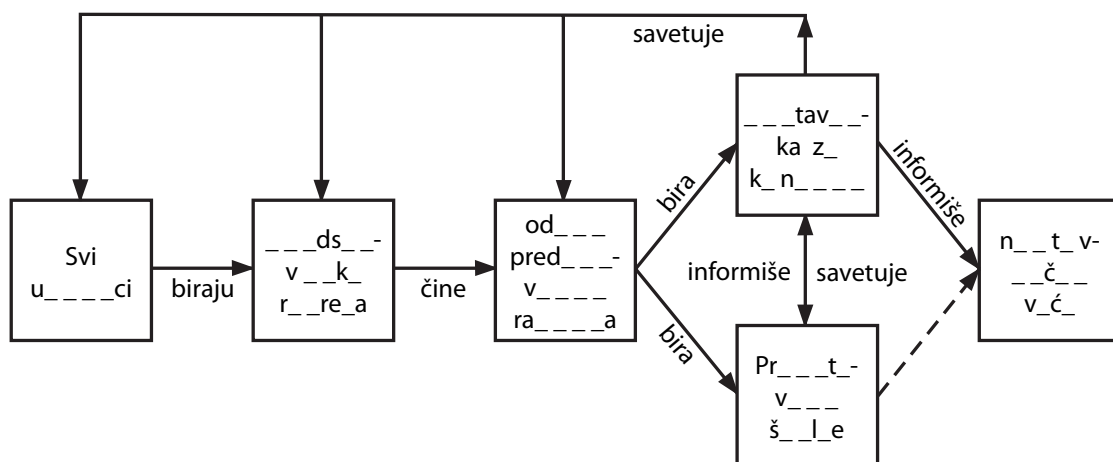 savetuje
_ _ _tav_ _-
ka z_
k_ n_ _ _ _
informiše
bira
Svi
u_ _ _ _ci
biraju
_ _ _ds_ _-
v _ _k_
r_ _re_a
čine
od_ _ _
pred_ _ _-
v_ _ _ _
ra_ _ _ _a
informiše
savetuje
n_ _ t_ v-
_ _č_ _
v_ć_
bira
Pr_ _ _t_-
v_ _ _
š_ _l_e